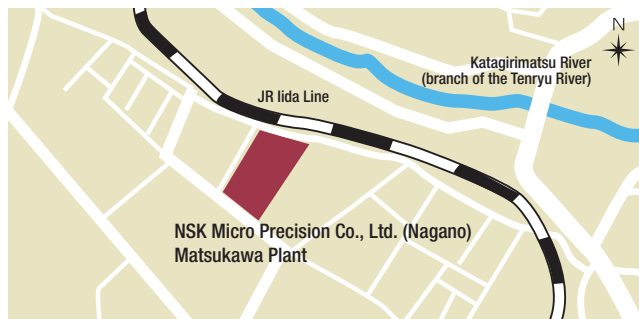 N
Katagirimatsu River
(branch of the Tenryu River)
JR Iida Line
NSK Micro Precision Co., Ltd. (Nagano)
Matsukawa Plant